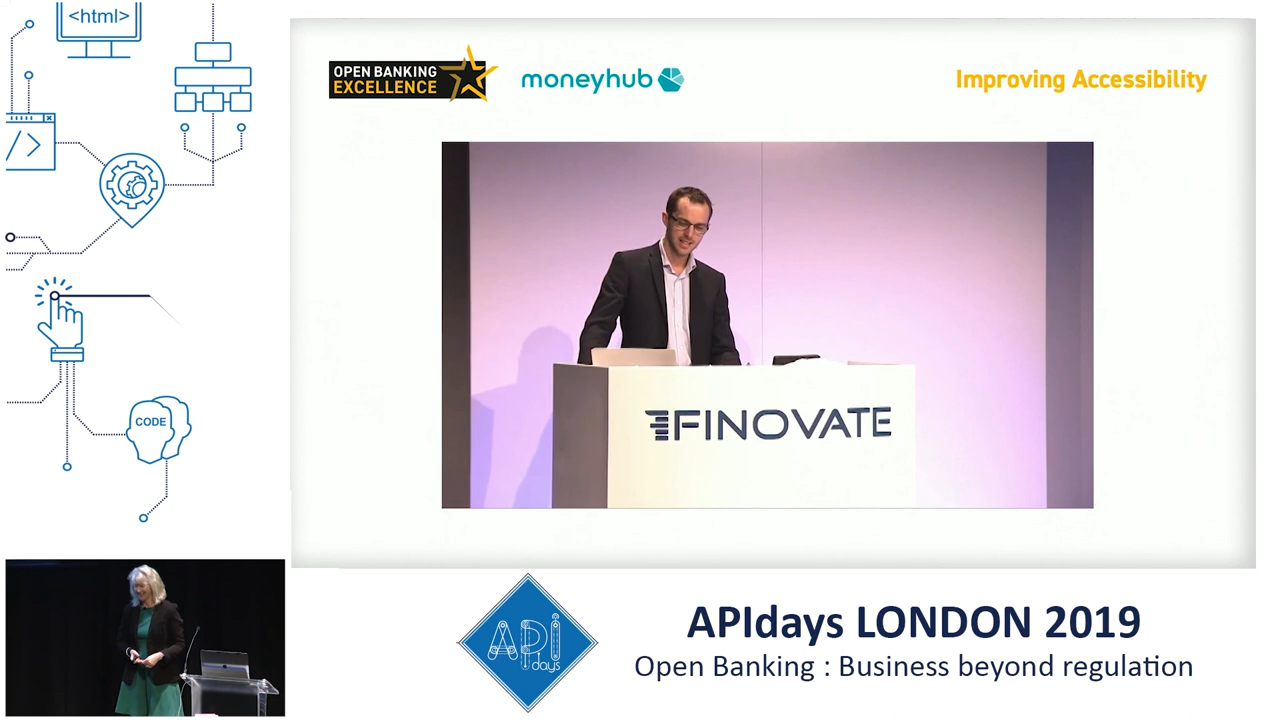 <html>
OPEN BANKING
EXCELLENCE
moneyhub
Improving Accessibility
</>
FINOVATE
CODE
API
days
APIdays LONDON 2019
Open Banking : Business beyond regulation